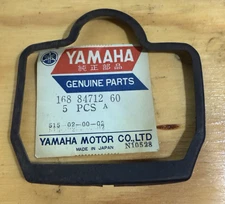 YAMAHA
純正部品
GENUINE PARTS
168 84712 60
5 PCS A
YAMAHA MOTOR CO.,LTD.
MADE IN JAPAN N10528